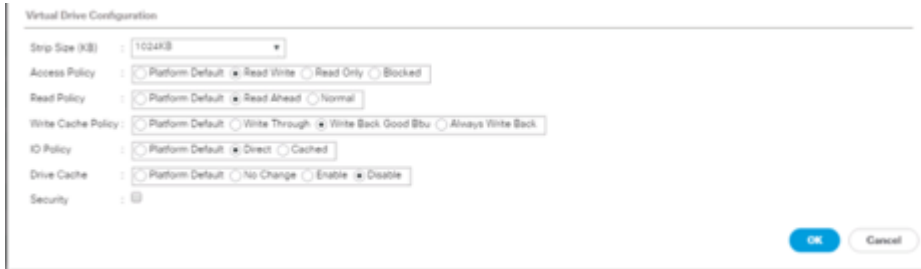 Virtual Drive Configuration
Strip Size (KB) : 1024KB
Access Policy : Platform Default Read Write Read Only Blocked
Read Policy : Platform Default Read Ahead Normal
Write Cache Policy : Platform Default Write Through Write Back Good Bbu Always Write Back
IO Policy : Platform Default Direct Cached
Drive Cache : Platform Default No Change Enable Disable
Security :
OK Cancel